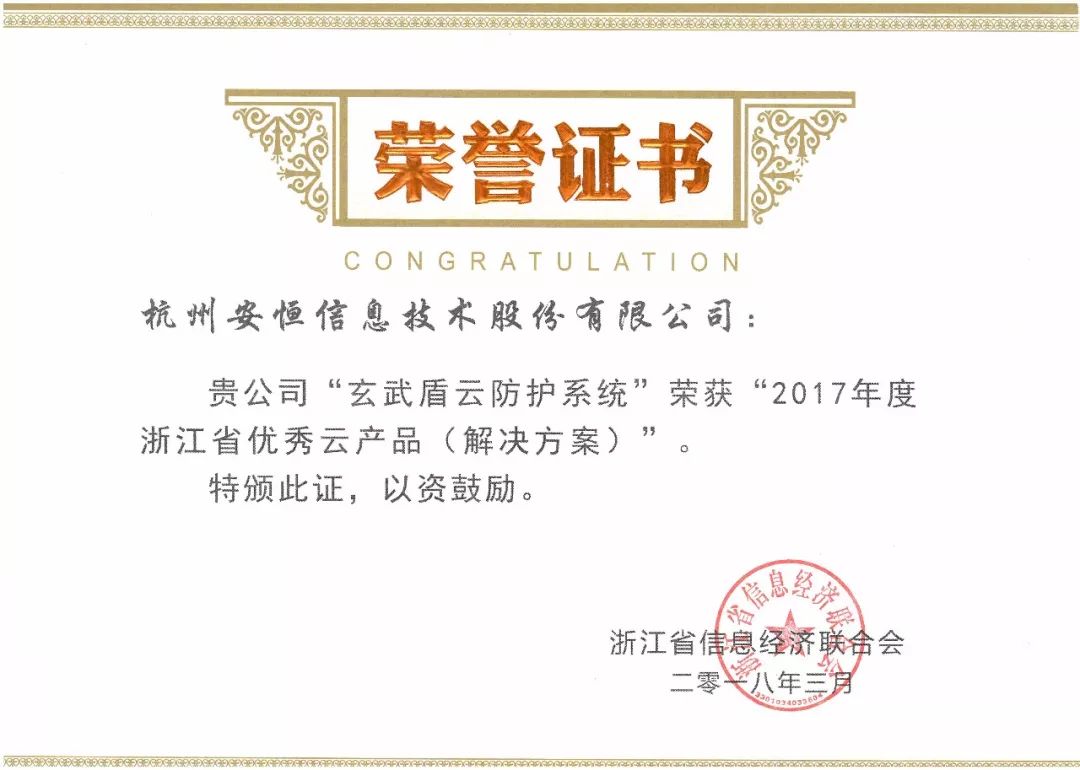 荣誉证书
CONGRATULATION
杭州安恒信息技术股份有限公司：
贵公司“玄武盾云防护系统”荣获“2017年度
浙江省优秀云产品（解决方案）”。
特颁此证，以资鼓励。
浙江省信息经济联合会
浙江省信息经济联合会
二零一八年三月